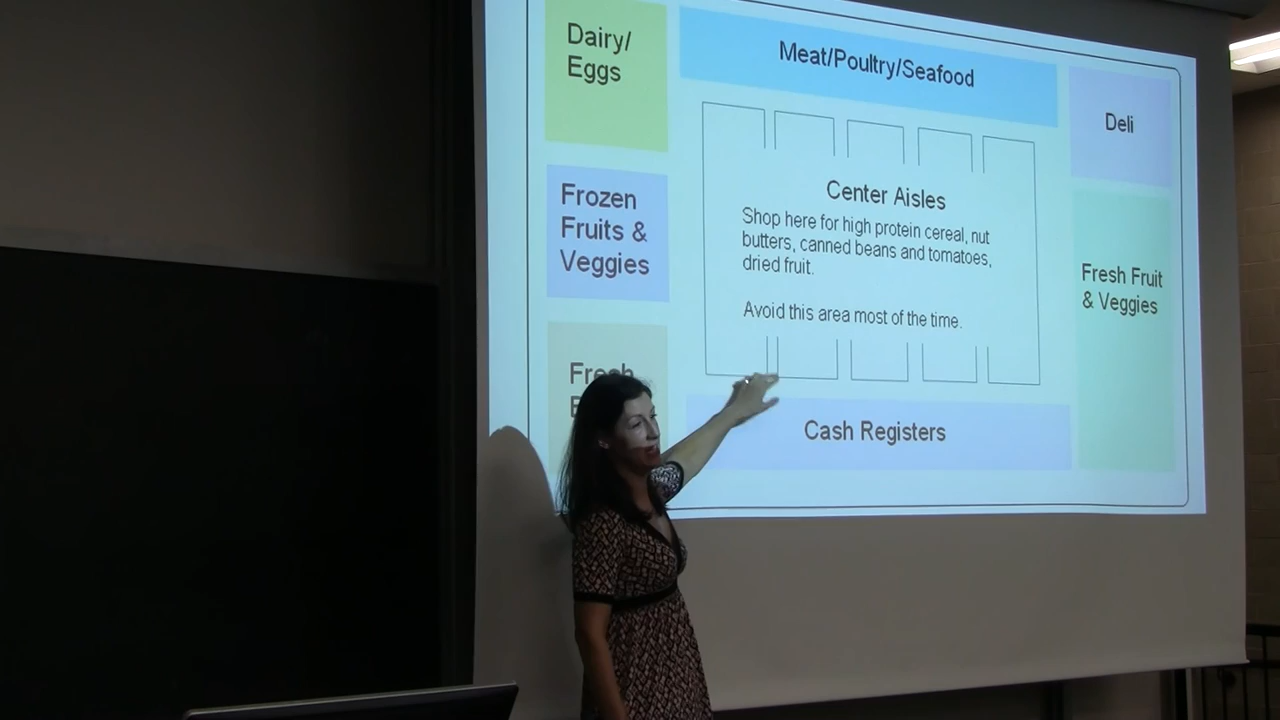 Dairy/
Eggs
Meat/Poultry/Seafood
Deli
Frozen
Fruits &
Veggies
Center Aisles
Shop here for high protein cereal, nut
butters, canned beans and tomatoes,
dried fruit.
Avoid this area most of the time.
Fresh Fruit
& Veggies
Fresh
Cash Registers